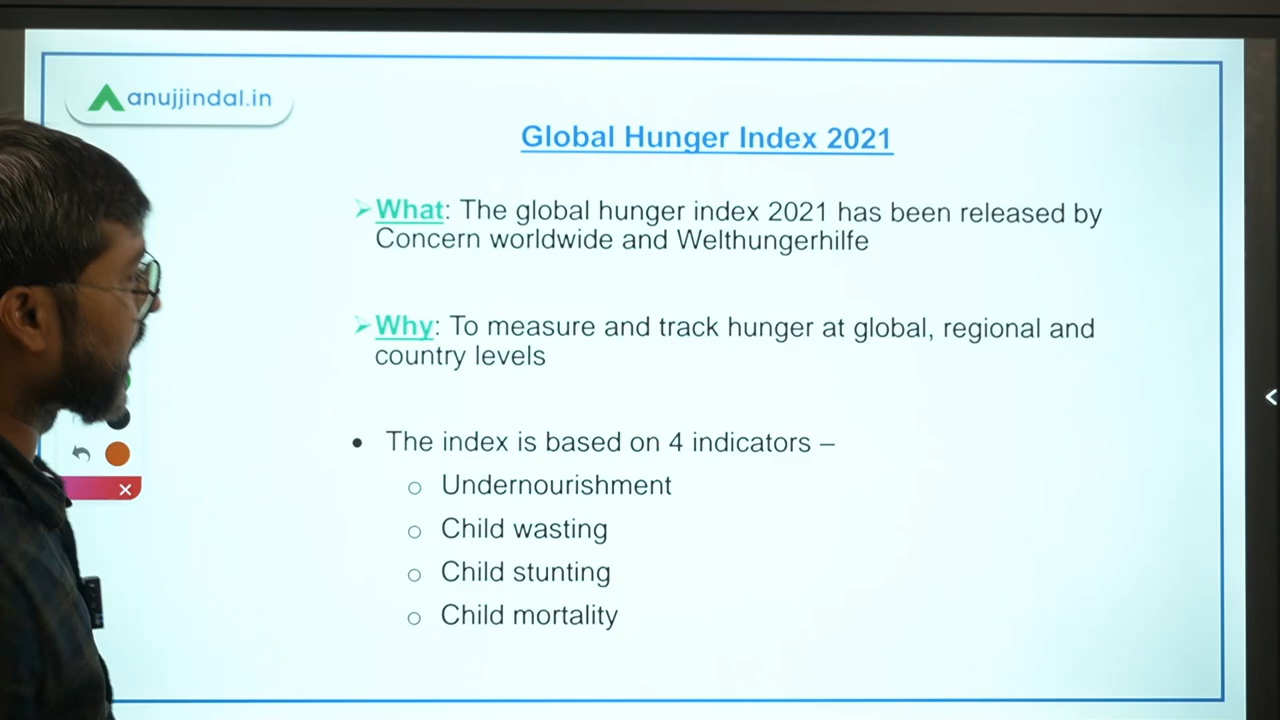 anujjindal.in
Global Hunger Index 2021
➢What: The global hunger index 2021 has been released by
Concern worldwide and Welthungerhilfe
➢Why: To measure and track hunger at global, regional and
country levels
• The index is based on 4 indicators –
o Undernourishment
o Child wasting
o Child stunting
o Child mortality